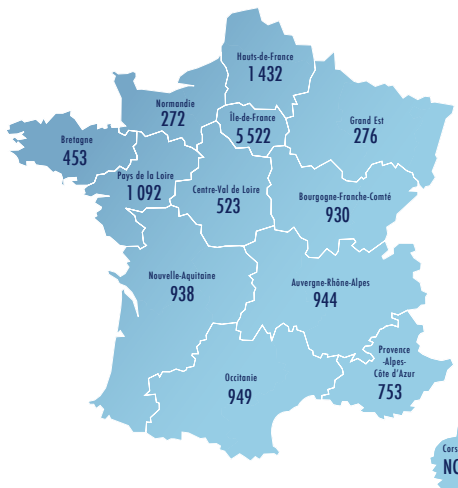 Hauts-de-France
1 432
Normandie
272
Île-de-France
5 522
Grand Est
276
Bretagne
453
Pays de la Loire
1 092
Centre-Val de Loire
523
Bourgogne-Franche-Comté
930
Nouvelle-Aquitaine
938
Auvergne-Rhône-Alpes
944
Provence
-Alpes-
Côte d'Azur
753
Occitanie
949